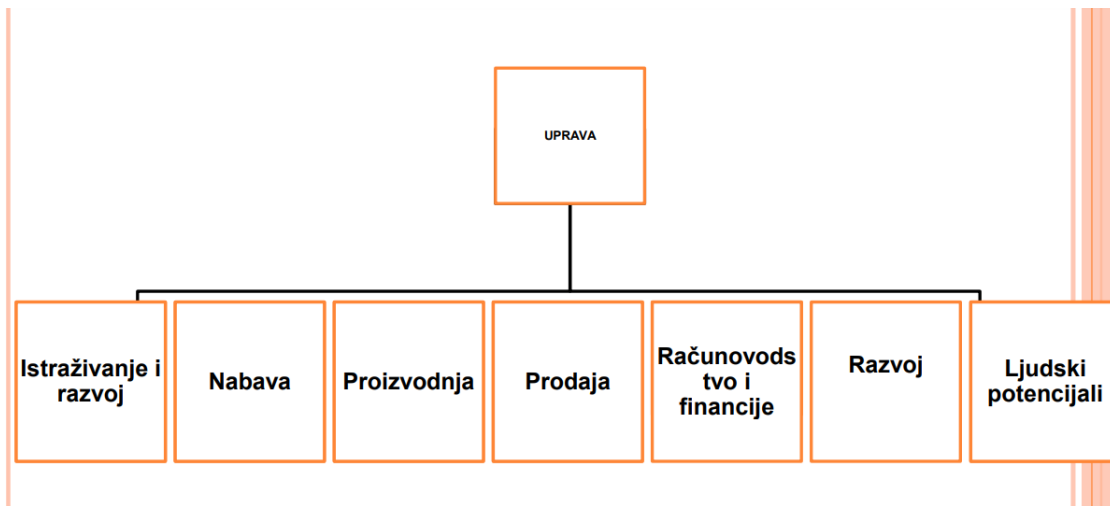 UPRAVA
Istraživanje i
razvoj
Nabava
Proizvodnja
Prodaja
Računovods
tvo i
financije
Razvoj
Ljudski
potencijali